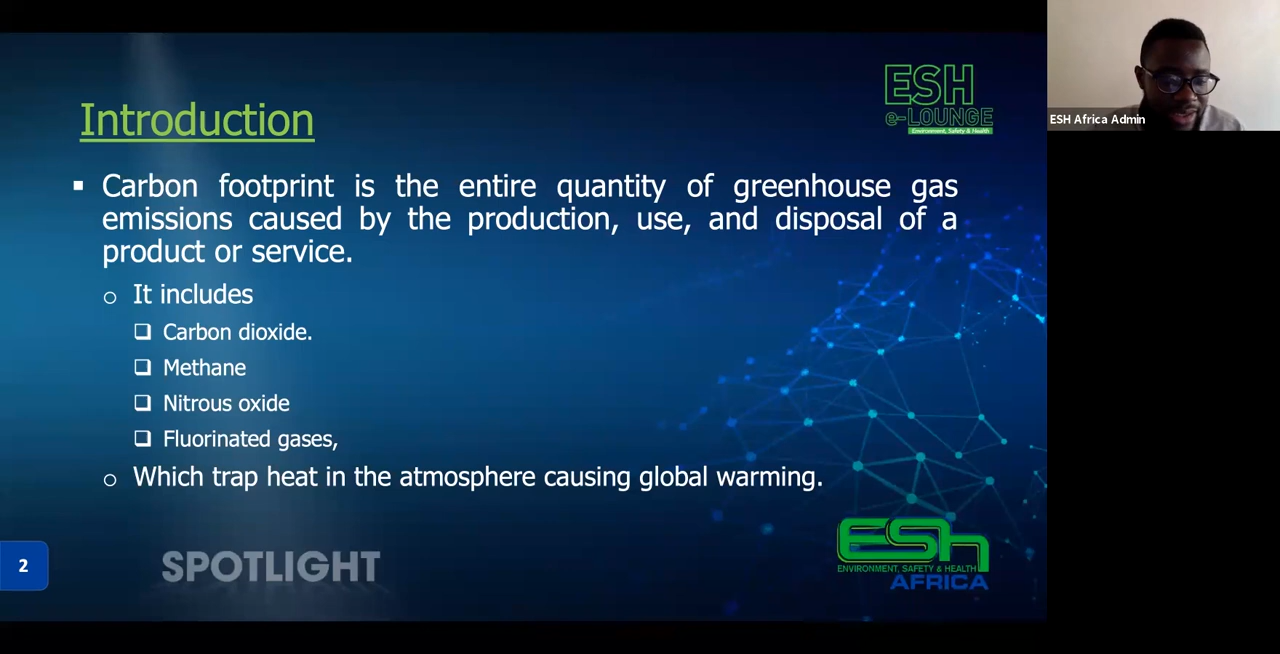 ESH
e-LOUNGE
Environment, Safety & Health
ESH Africa Admin
Introduction
▪ Carbon footprint is the entire quantity of greenhouse gas
emissions caused by the production, use, and disposal of a
product or service.
o It includes
❑ Carbon dioxide.
❑ Methane
❑ Nitrous oxide
❑ Fluorinated gases,
o Which trap heat in the atmosphere causing global warming.
2
SPOTLIGHT
ESh
ENVIRONMENT, SAFETY & HEALTH
AFRICA